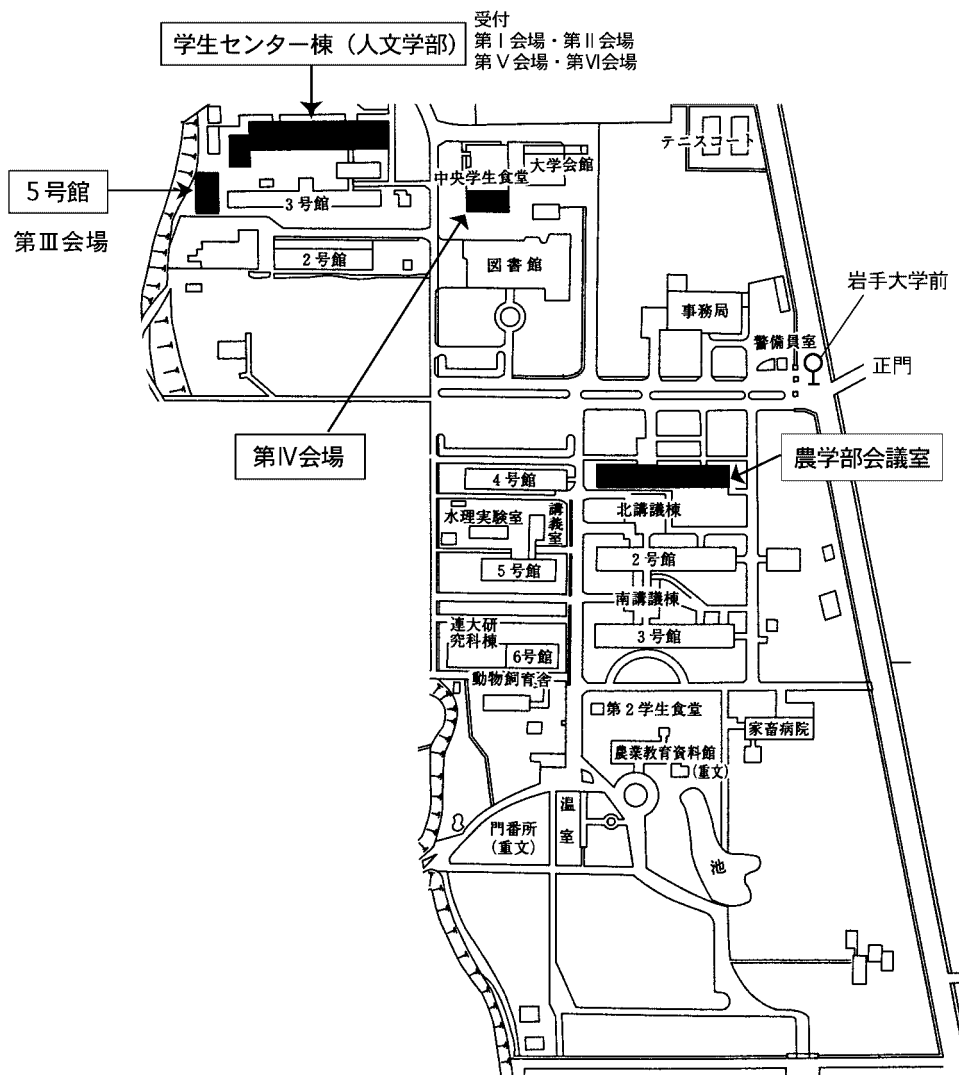 学生センター棟（人文学部）
受付
第Ⅰ会場・第Ⅱ会場
第Ⅴ会場・第Ⅵ会場
テニスコート
大学会館
中央学生食堂
5号館
第Ⅲ会場
3号館
2号館
図書館
事務局
岩手大学前
警備員室
正門
第Ⅳ会場
農学部会議室
4号館
北講議棟
水理実験室
講義室
5号館
2号館
南講議棟
連大研
究科棟
6号館
3号館
動物飼育舎
第2学生食堂
家畜病院
農業教育資料館
(重文)
温室
門番所
(重文)
池